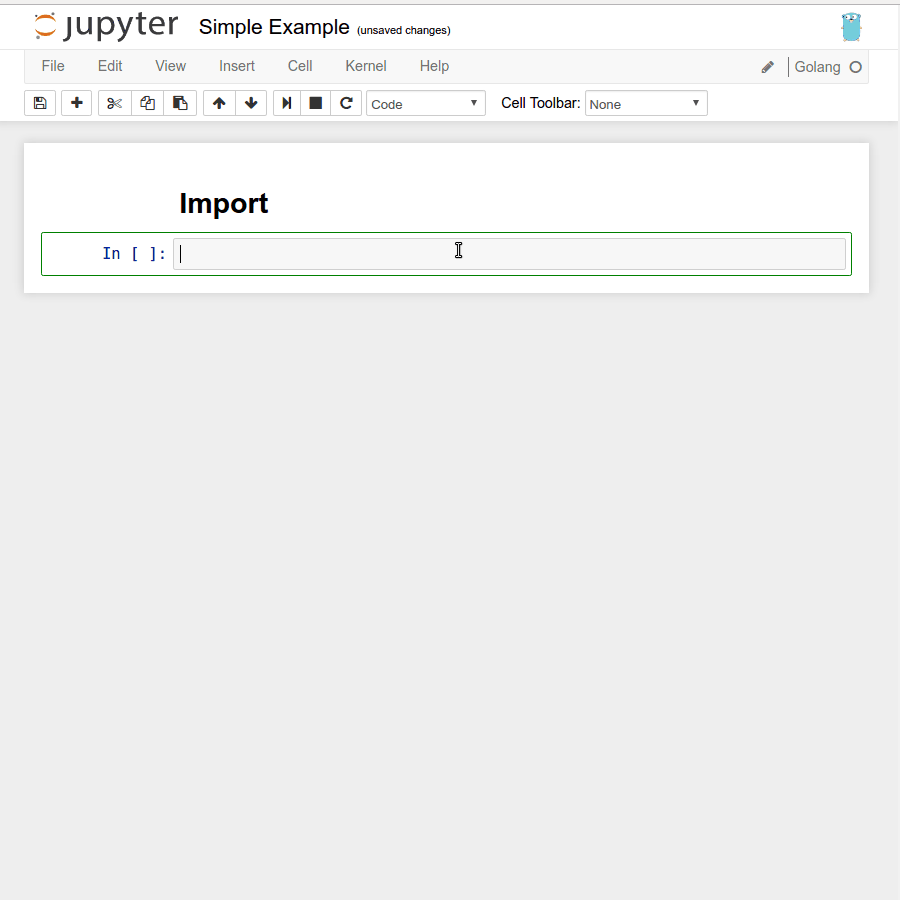 jupyter Simple Example (unsaved changes)
File Edit View Insert Cell Kernel Help Golang
Code Cell Toolbar: None
Import
In [ ]: